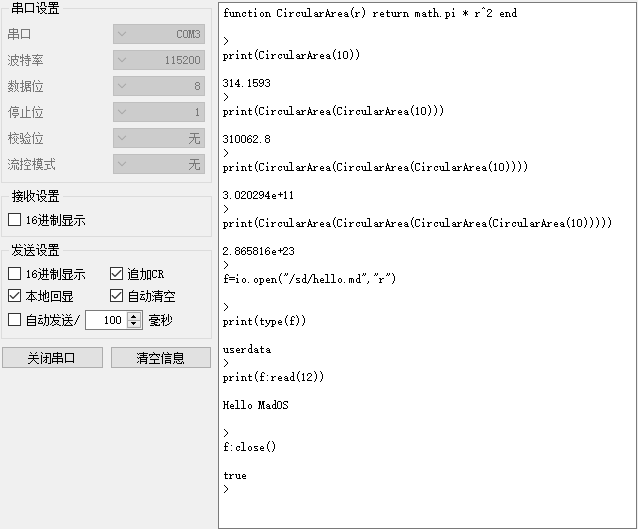 串口设置
串口 COM3
波特率 115200
数据位 8
停止位 1
校验位 无
流控模式 无
接收设置
16进制显示
发送设置
16进制显示 追加CR
本地回显 自动清空
自动发送/ 100 毫秒
关闭串口 清空信息
function CircularArea(r) return math.pi * r^2 end
>
print(CircularArea(10))
314.1593
>
print(CircularArea(CircularArea(10)))
310062.8
>
print(CircularArea(CircularArea(CircularArea(10))))
3.020294e+11
>
print(CircularArea(CircularArea(CircularArea(CircularArea(10)))))
2.865816e+23
>
f=io.open("/sd/hello.md","r")
>
print(type(f))
userdata
>
print(f:read(12))
Hello MadOS
>
f:close()
true
>